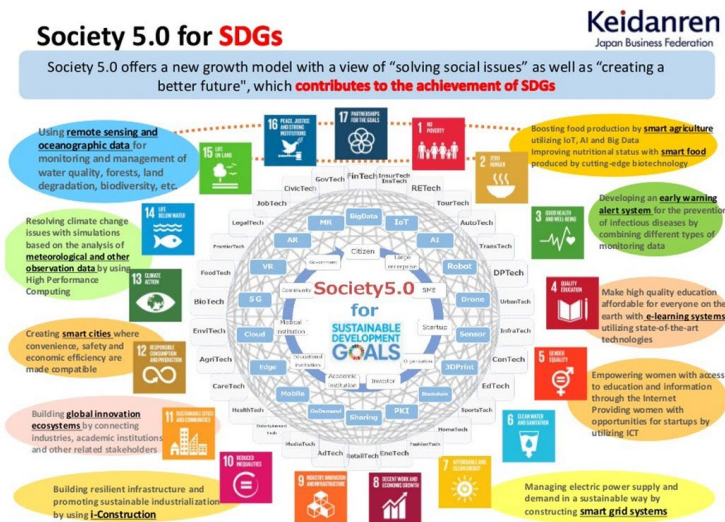 Society 5.0 for SDGs
Keidanren
Japan Business Federation
Society 5.0 offers a new growth model with a view of “solving social issues” as well as “creating a
better future", which contributes to the achievement of SDGs
Using remote sensing and
oceanographic data for
monitoring and management of
water quality, forests, land
degradation, biodiversity, etc.
Resolving climate change
issues with simulations
based on the analysis of
meteorological and other
observation data by using
High Performance
Computing
Creating smart cities where
convenience, safety and
economic efficiency are
made compatible
Building global innovation
ecosystems by connecting
industries, academic institutions
and other related stakeholders
Building resilient infrastructure and
promoting sustainable industrialization
by using i-Construction
Boosting food production by smart agriculture
utilizing IoT, AI and Big Data
Improving nutritional status with smart food
produced by cutting-edge biotechnology
Developing an early warning
alert system for the prevention
of infectious diseases by
combining different types of
monitoring data
Make high quality education
affordable for everyone on the
earth with e-learning systems
utilizing state-of-the-art
technologies
Empowering women with access
to education and information
through the Internet
Providing women with
opportunities for startups by
utilizing ICT
Managing electric power supply and
demand in a sustainable way by
constructing smart grid systems
1 NO
POVERTY
2 ZERO
HUNGER
3 GOOD HEALTH
AND WELL-BEING
4 QUALITY
EDUCATION
5 GENDER
EQUALITY
6 CLEAN WATER
AND SANITATION
7 AFFORDABLE AND
CLEAN ENERGY
8 DECENT WORK AND
ECONOMIC GROWTH
9 INDUSTRY, INNOVATION
AND INFRASTRUCTURE
10 REDUCED
INEQUALITIES
11 SUSTAINABLE CITIES
AND COMMUNITIES
12 RESPONSIBLE
CONSUMPTION
AND PRODUCTION
13 CLIMATE
ACTION
14 LIFE
BELOW WATER
15 LIFE
ON LAND
16 PEACE, JUSTICE
AND STRONG
INSTITUTIONS
17 PARTNERSHIPS
FOR THE GOALS
FinTech
InsurTech
RETech
TourTech
AutoTech
TransTech
DPTech
UrbanTech
InfraTech
ConTech
EdTech
SportsTech
HomeTech
FashionTech
EneTech
RetailTech
AdTech
MediaTech
Entertainment
Tech
HealthTech
CareTech
AgriTech
EnviTech
BioTech
FoodTech
FrontierTech
LegalTech
JobTech
CivicTech
GovTech
BigData
IoT
AI
Robot
Drone
Sensor
3DPrint
Blockchain
PKI
Sharing
OnDemand
Mobile
Edge
Cloud
5G
VR
AR
MR
Citizen
Large
enterprise
SME
Startup
Organization
Investor
Academic
institution
Educational
institution
Medical
institution
Community
Government
Society5.0
for
SUSTAINABLE
DEVELOPMENT
GOALS